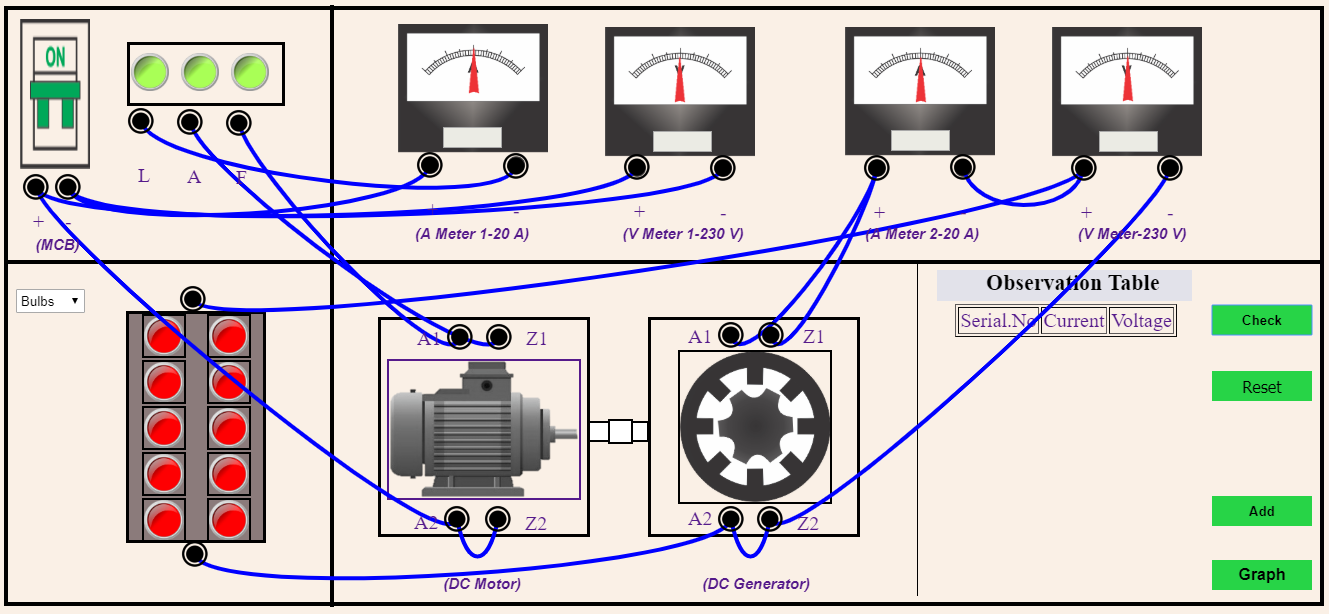 ON
A
V
A
V
L A F
+ -
(MCB)
+ -
(A Meter 1-20 A)
+ -
(V Meter 1-230 V)
+ -
(A Meter 2-20 A)
+ -
(V Meter-230 V)
Bulbs
A1 Z1
A2 Z2
(DC Motor)
A1 Z1
A2 Z2
(DC Generator)
Observation Table
Serial.No Current Voltage
Check
Reset
Add
Graph